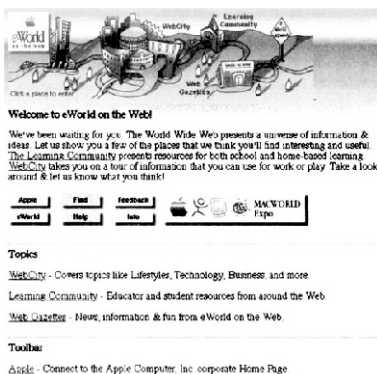 WebCity
Learning
Community
eWorld
on the web
Web
Gazette
Click a place to enter
Welcome to eWorld on the Web!
We've been waiting for you. The World Wide Web presents a universe of information &
ideas. Let us show you a few of the places that we think you'll find interesting and useful.
The Learning Community presents resources for both school and home-based learning.
WebCity takes you on a tour of information that you can use for work or play. Take a look
around & let us know what you think!
Apple Find Feedback
eWorld Help Info
MACWORLD
Expo
Topics
WebCity - Covers topics like Lifestyles, Technology, Business, and more.
Learning Community - Educator and student resources from around the Web.
Web Gazette - News, information & fun from eWorld on the Web.
Toolbar
Apple - Connect to the Apple Computer, Inc. corporate Home Page.